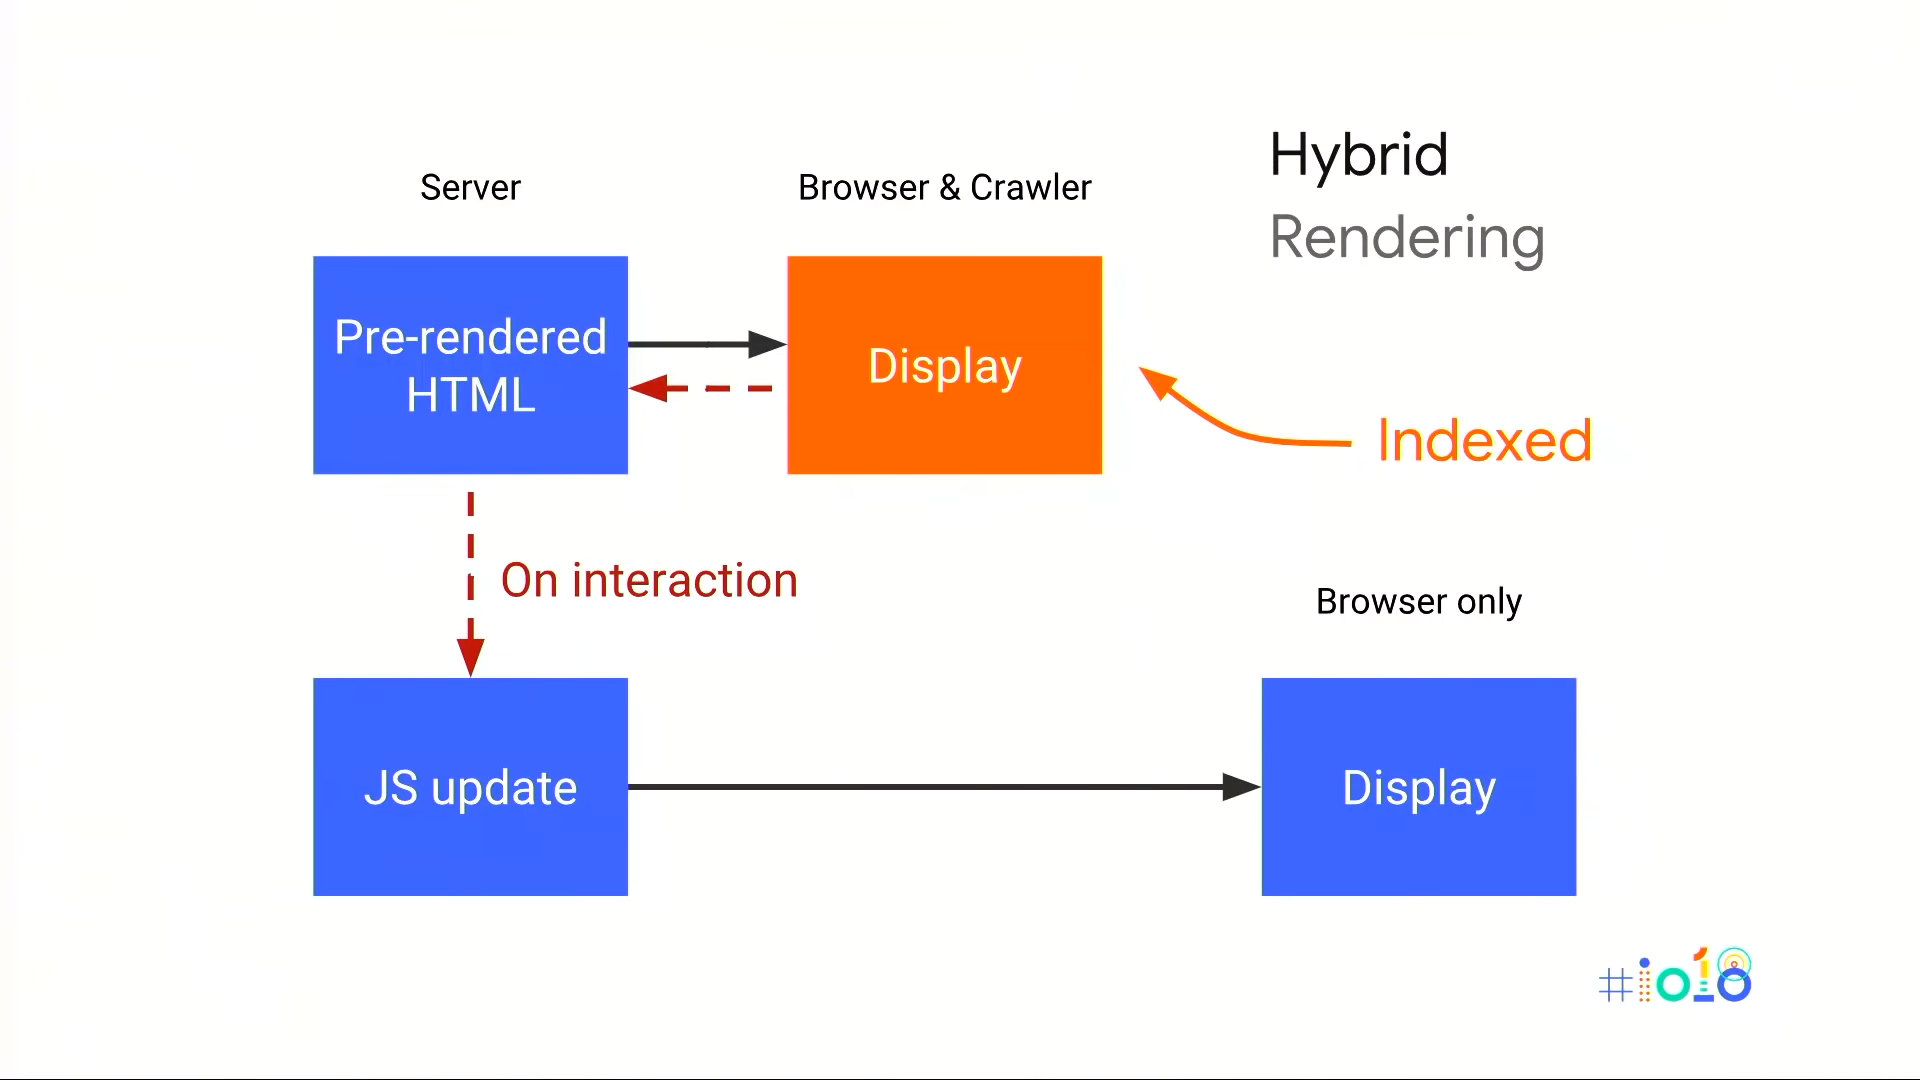 Hybrid
Rendering
Server
Browser & Crawler
Pre-rendered
HTML
Display
Indexed
On interaction
Browser only
JS update
Display
#io18